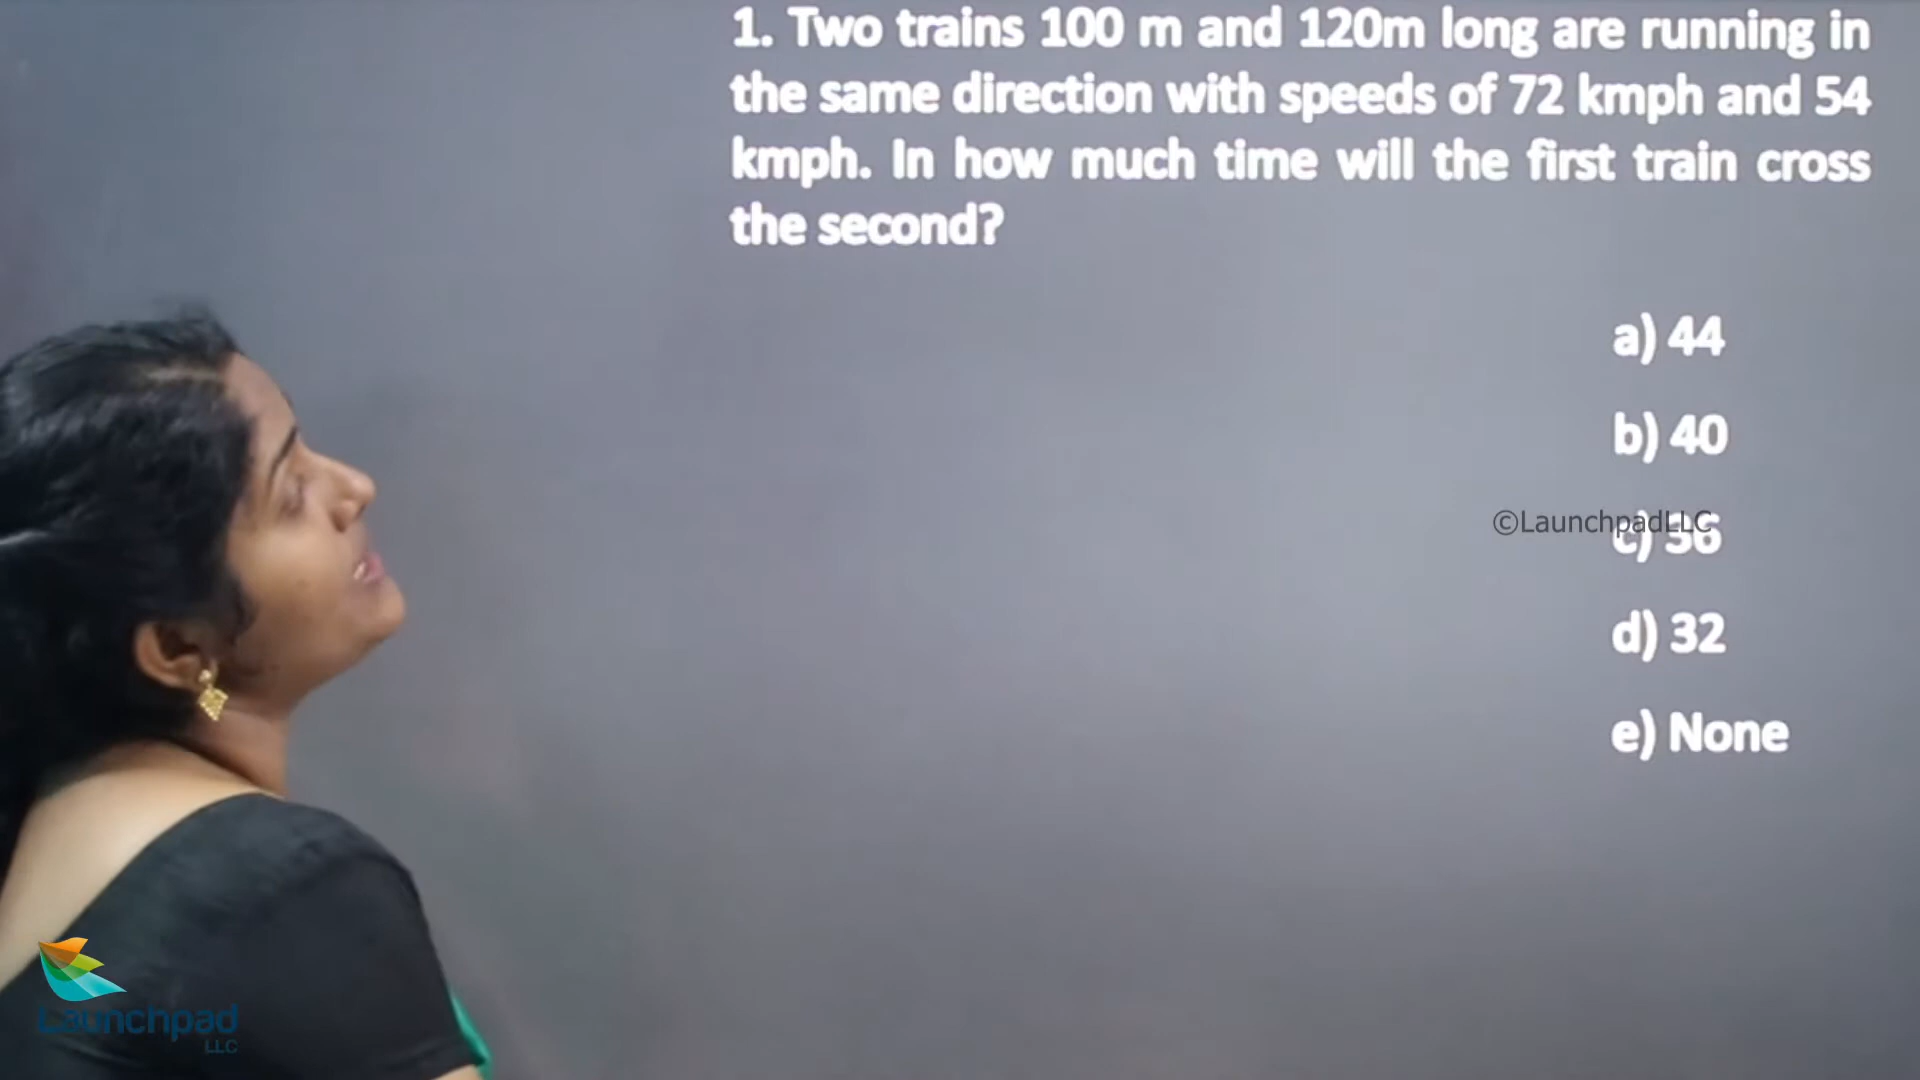 1. Two trains 100 m and 120m long are running in
the same direction with speeds of 72 kmph and 54
kmph. In how much time will the first train cross
the second?
a) 44
b) 40
©LaunchpadLLC
c) 56
d) 32
e) None
Launchpad
LLC